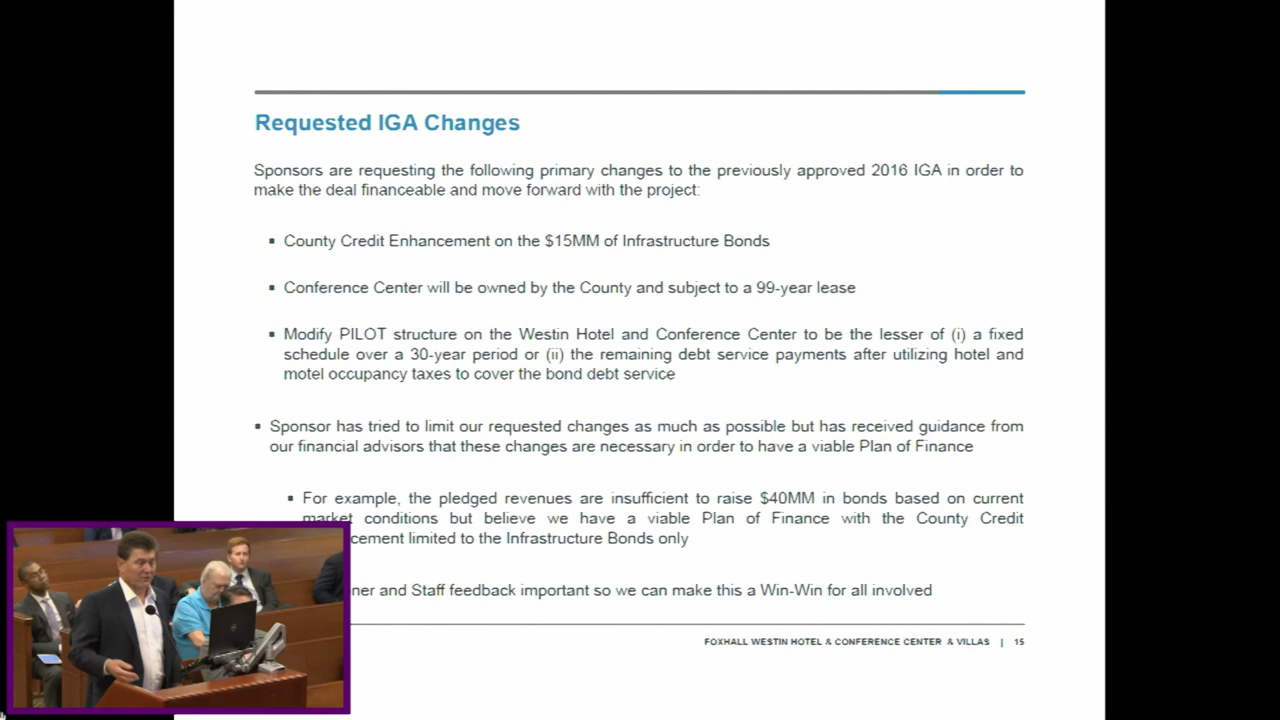 Requested IGA Changes
Sponsors are requesting the following primary changes to the previously approved 2016 IGA in order to
make the deal financeable and move forward with the project:
▪ County Credit Enhancement on the $15MM of Infrastructure Bonds
▪ Conference Center will be owned by the County and subject to a 99-year lease
▪ Modify PILOT structure on the Westin Hotel and Conference Center to be the lesser of (i) a fixed
schedule over a 30-year period or (ii) the remaining debt service payments after utilizing hotel and
motel occupancy taxes to cover the bond debt service
▪ Sponsor has tried to limit our requested changes as much as possible but has received guidance from
our financial advisors that these changes are necessary in order to have a viable Plan of Finance
▪ For example, the pledged revenues are insufficient to raise $40MM in bonds based on current
market conditions but believe we have a viable Plan of Finance with the County Credit
cement limited to the Infrastructure Bonds only
ner and Staff feedback important so we can make this a Win-Win for all involved
FOXHALL WESTIN HOTEL & CONFERENCE CENTER & VILLAS | 15